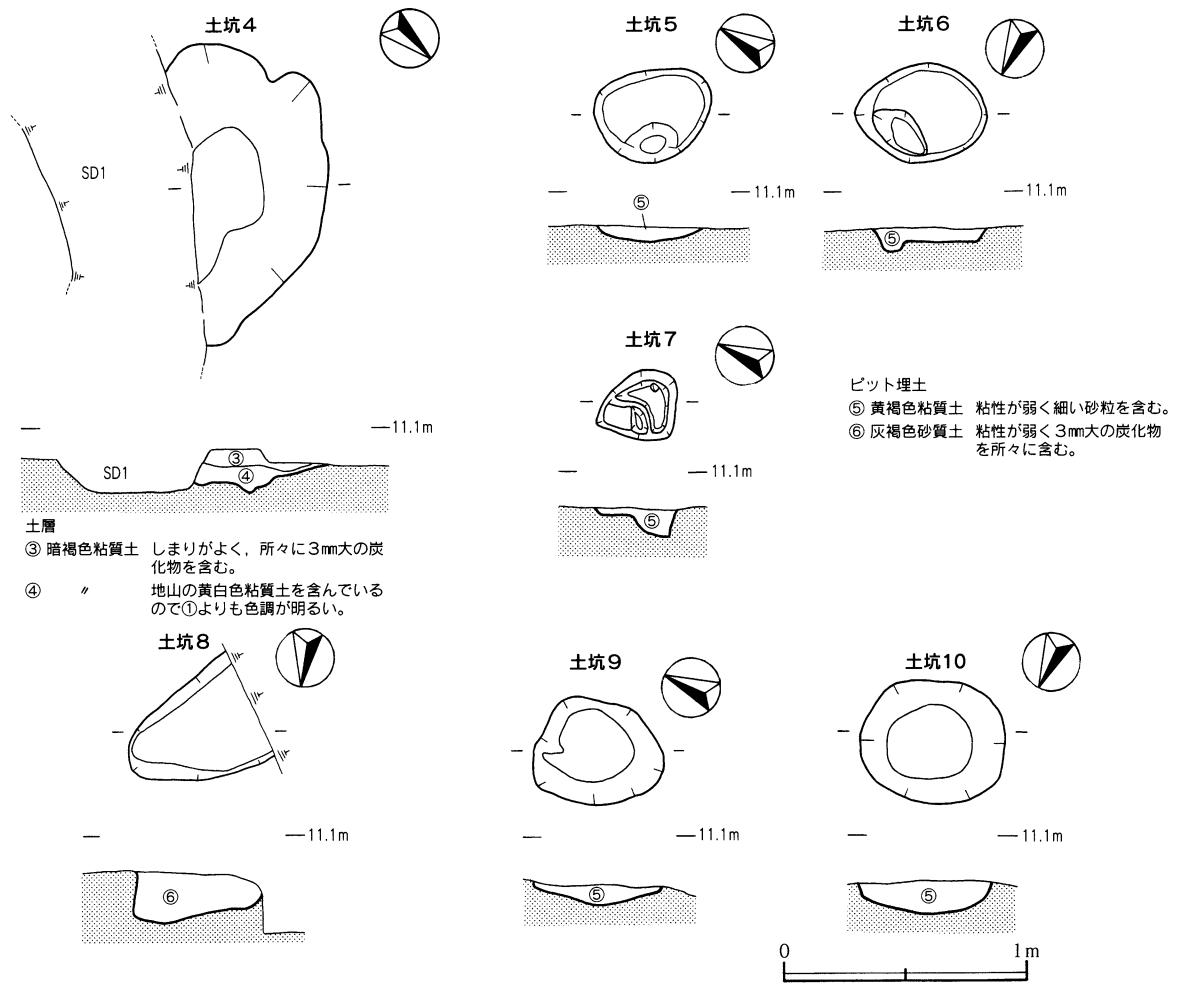 土坑4
SD1
11.1m
SD1
③
④
土層
③ 暗褐色粘質土 しまりがよく，所々に3mm大の炭
化物を含む。
④ 〃 地山の黄白色粘質土を含んでいる
ので①よりも色調が明るい。
土坑5
11.1m
⑤
土坑6
11.1m
⑤
土坑7
11.1m
⑤
ピット埋土
⑤ 黄褐色粘質土 粘性が弱く細い砂粒を含む。
⑥ 灰褐色砂質土 粘性が弱く3mm大の炭化物
を所々に含む。
土坑8
11.1m
⑥
土坑9
11.1m
⑤
土坑10
11.1m
⑤
0 1m